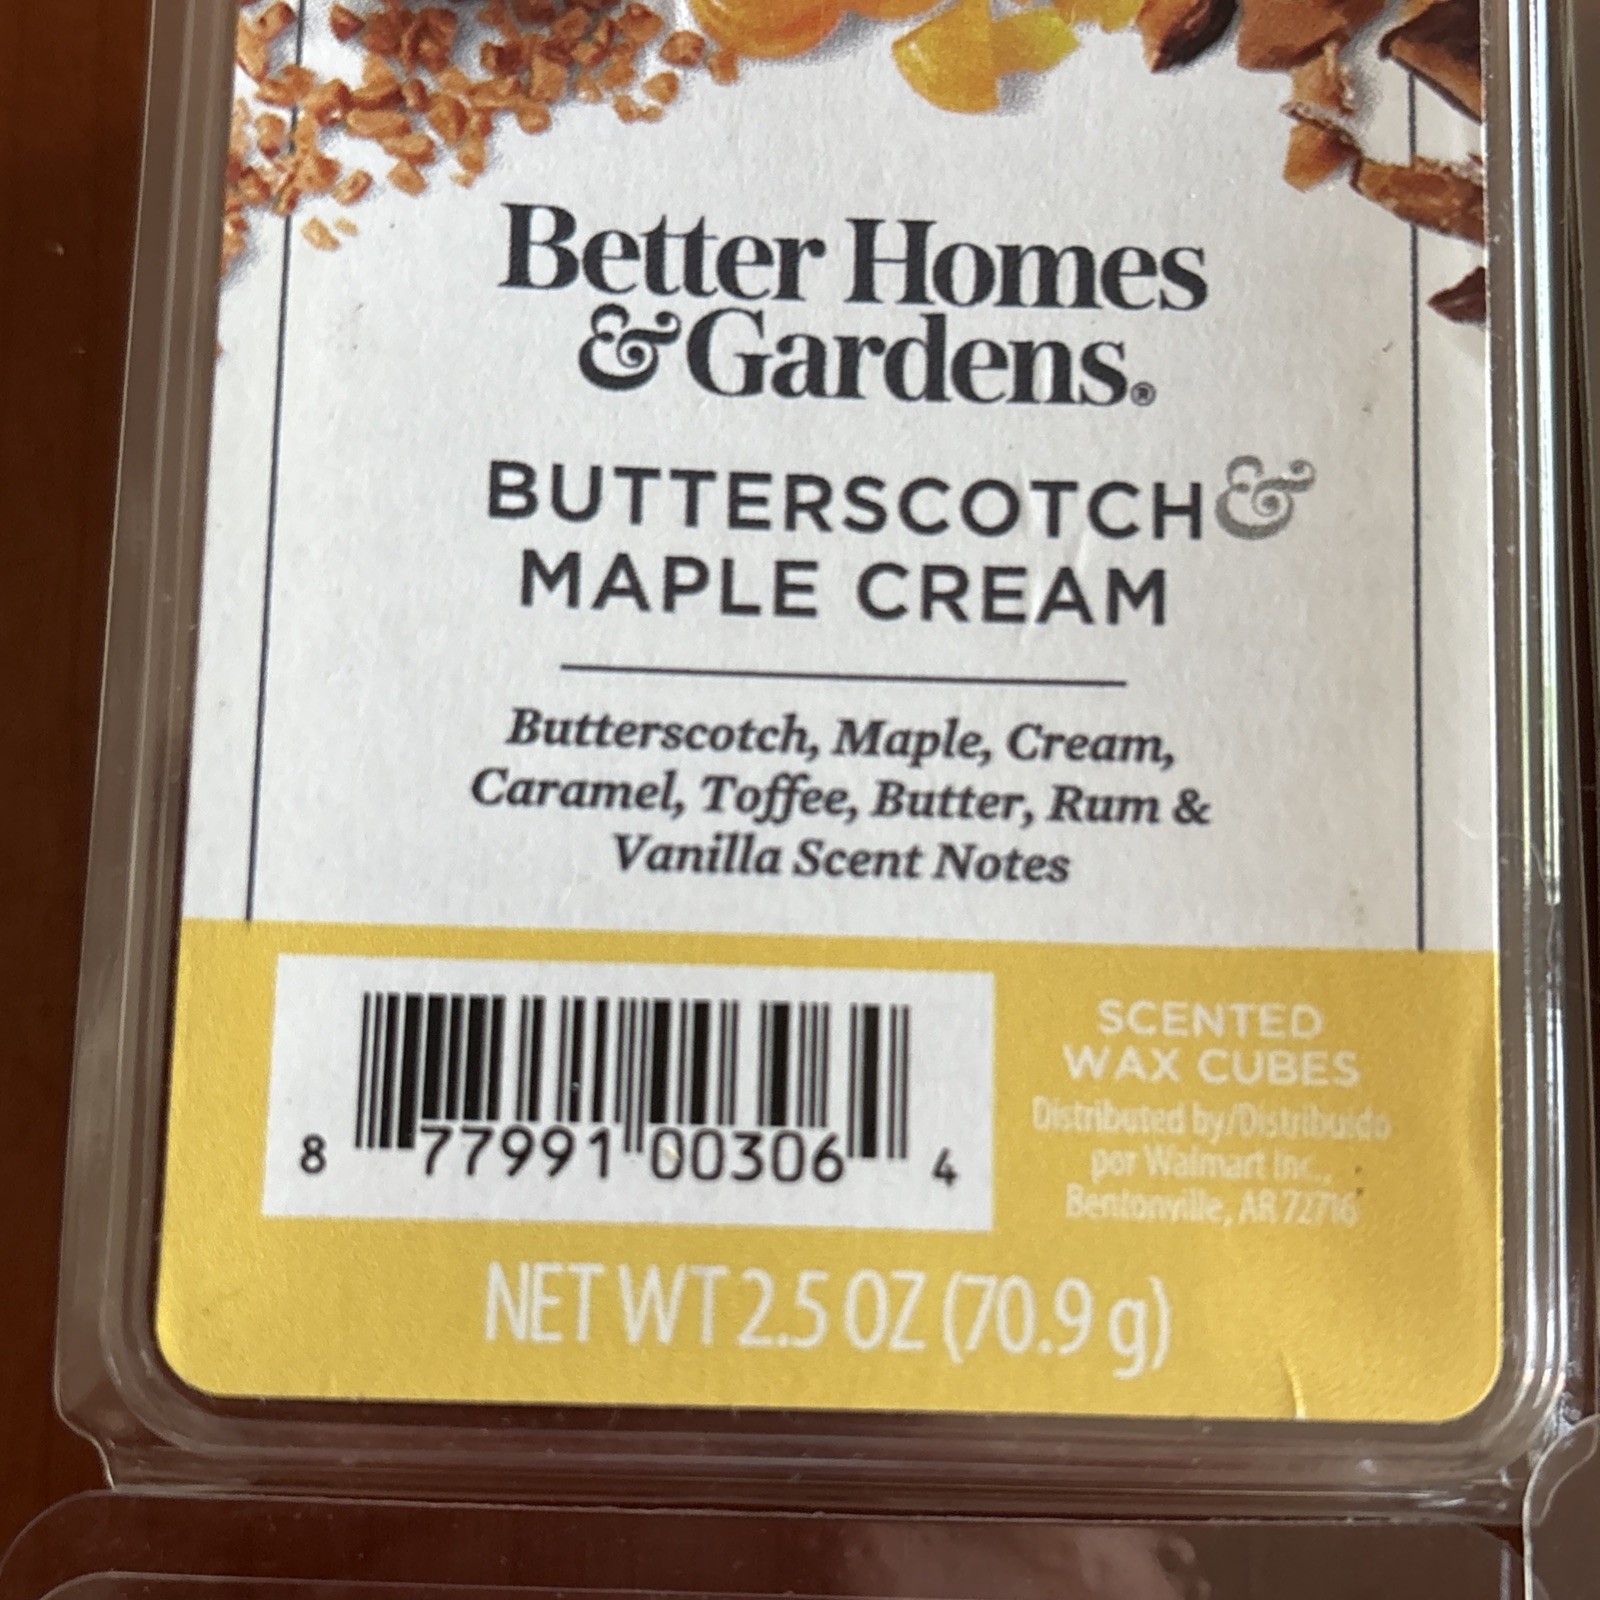 Better Homes
& Gardens®
BUTTERSCOTCH &
MAPLE CREAM
Butterscotch, Maple, Cream,
Caramel, Toffee, Butter, Rum &
Vanilla Scent Notes
8 77991 00306 4
SCENTED
WAX CUBES
Distributed by/Distribuido
por Walmart Inc.,
Bentonville, AR 72716
NET WT 2.5 OZ (70.9 g)